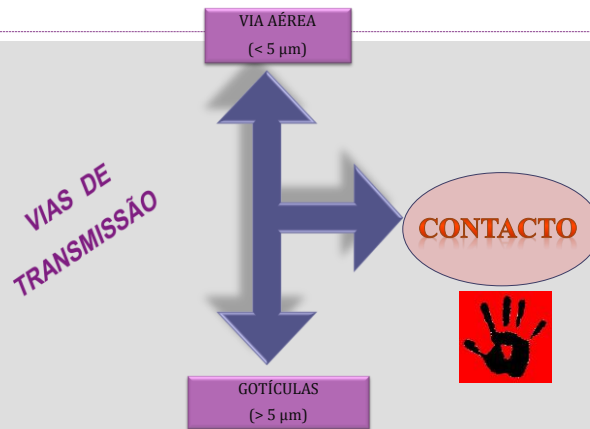 VIA AÉREA
(< 5 μm)
VIAS DE
TRANSMISSÃO
CONTACTO
GOTÍCULAS
(> 5 μm)